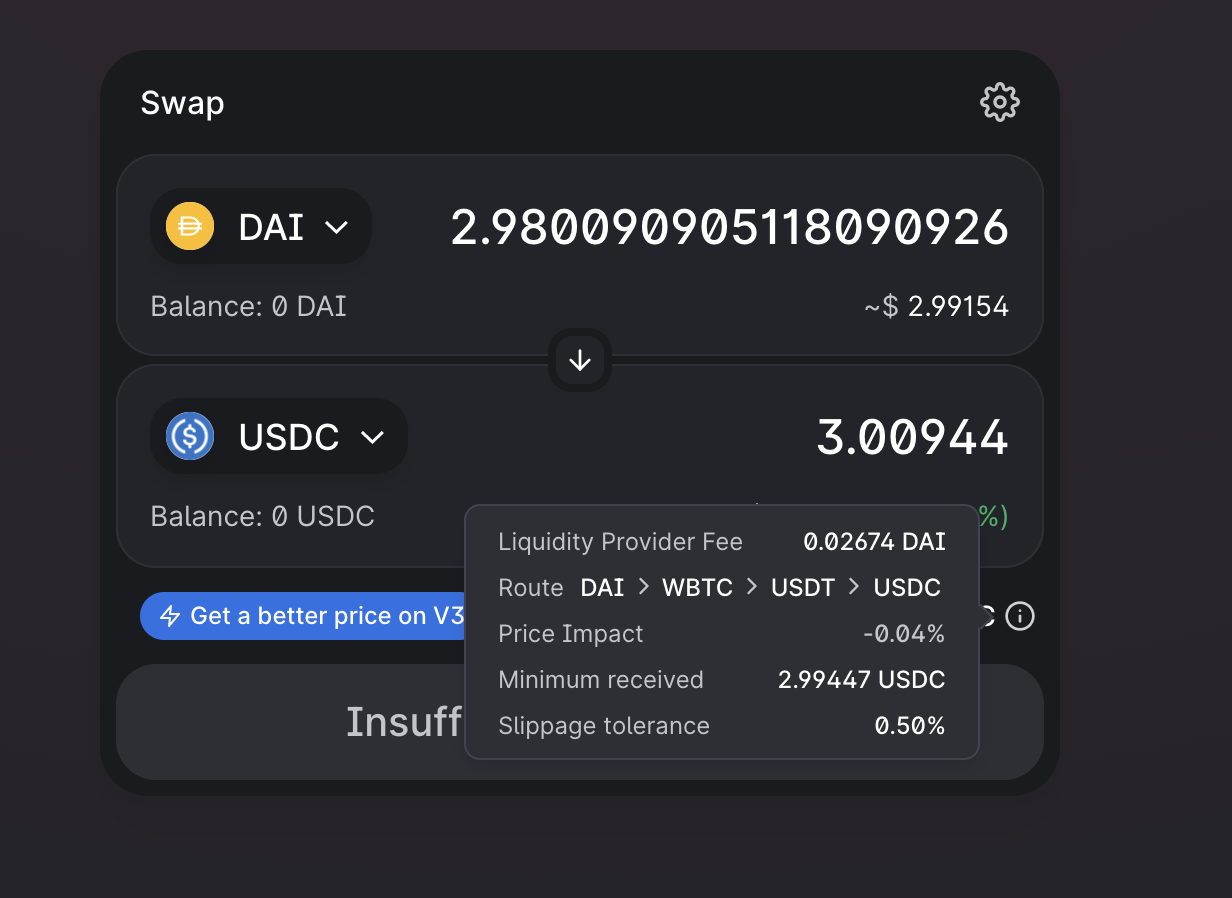 Swap
DAI 2.980090905118090926
Balance: 0 DAI ~$ 2.99154
USDC 3.00944
Balance: 0 USDC %)
Liquidity Provider Fee 0.02674 DAI
Route DAI > WBTC > USDT > USDC
Get a better price on V3
Price Impact -0.04%
Minimum received 2.99447 USDC
Insuff
Slippage tolerance 0.50%